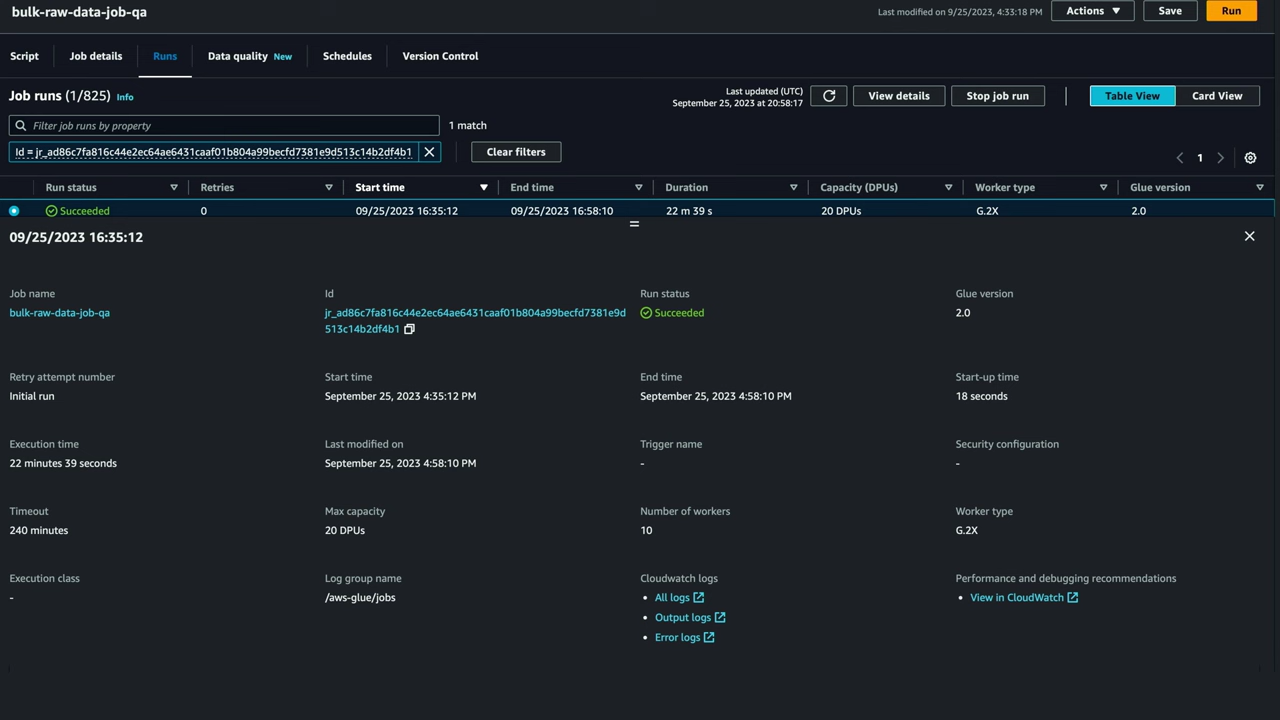 bulk-raw-data-job-qa
Last modified on 9/25/2023, 4:33:18 PM
Actions
Save
Run
Script
Job details
Runs
Data quality New
Schedules
Version Control
Job runs (1/825) Info
Last updated (UTC)
September 25, 2023 at 20:58:17
View details
Stop job run
Table View
Card View
Filter job runs by property
1 match
Id = jr_ad86c7fa816c44e2ec64ae6431caaf01b804a99becfd7381e9d513c14b2df4b1
Clear filters
1
Run status Retries Start time End time Duration Capacity (DPUs) Worker type Glue version
Succeeded 0 09/25/2023 16:35:12 09/25/2023 16:58:10 22 m 39 s 20 DPUs G.2X 2.0
09/25/2023 16:35:12
Job name
bulk-raw-data-job-qa
Id
jr_ad86c7fa816c44e2ec64ae6431caaf01b804a99becfd7381e9d
513c14b2df4b1
Run status
Succeeded
Glue version
2.0
Retry attempt number
Initial run
Start time
September 25, 2023 4:35:12 PM
End time
September 25, 2023 4:58:10 PM
Start-up time
18 seconds
Execution time
22 minutes 39 seconds
Last modified on
September 25, 2023 4:58:10 PM
Trigger name
-
Security configuration
-
Timeout
240 minutes
Max capacity
20 DPUs
Number of workers
10
Worker type
G.2X
Execution class
-
Log group name
/aws-glue/jobs
Cloudwatch logs
• All logs
• Output logs
• Error logs
Performance and debugging recommendations
• View in CloudWatch